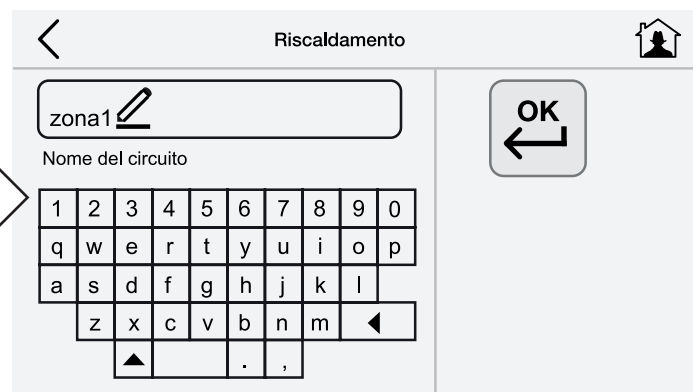 Riscaldamento
zona1
OK
Nome del circuito
1 2 3 4 5 6 7 8 9 0
q w e r t y u i o p
a s d f g h j k l
z x c v b n m
. ,